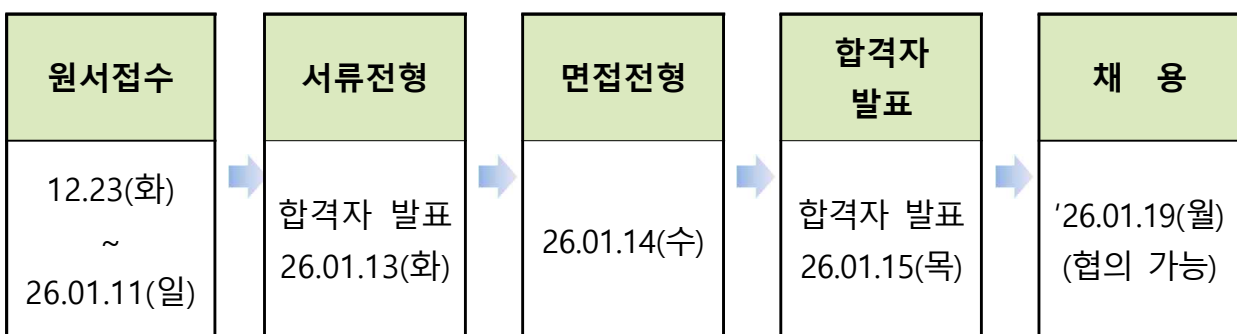 원서접수
12.23(화)
~
26.01.11(일)
서류전형
합격자 발표
26.01.13(화)
면접전형
26.01.14(수)
합격자
발표
합격자 발표
26.01.15(목)
채 용
'26.01.19(월)
(협의 가능)